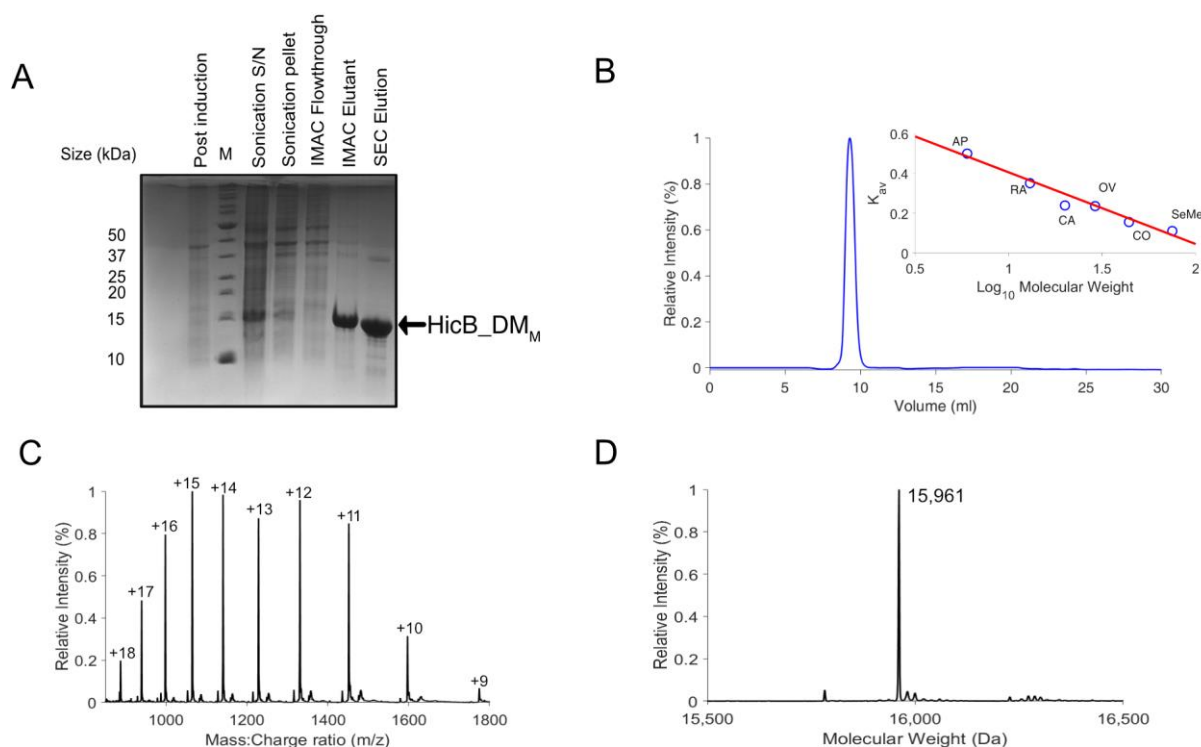 A
Size (kDa)
Post induction
M
Sonication S/N
Sonication pellet
IMAC Flowthrough
IMAC Elutant
SEC Elution
50
37
25
20
15
10
HicB_DM_M
B
Relative Intensity (%)
1
0.8
0.6
0.4
0.2
0
0 5 10 15 20 25 30
Volume (ml)
K_av
0.6
0.4
0.2
0
AP
RA
CA
OV
CO
SeMe
0.5 1 1.5 2
Log_10 Molecular Weight
C
Relative Intensity (%)
1
0.8
0.6
0.4
0.2
0
+18
+17
+16
+15
+14
+13
+12
+11
+10
+9
1000 1200 1400 1600 1800
Mass:Charge ratio (m/z)
D
Relative Intensity (%)
1
0.8
0.6
0.4
0.2
0
15,961
15,500 16,000 16,500
Molecular Weight (Da)